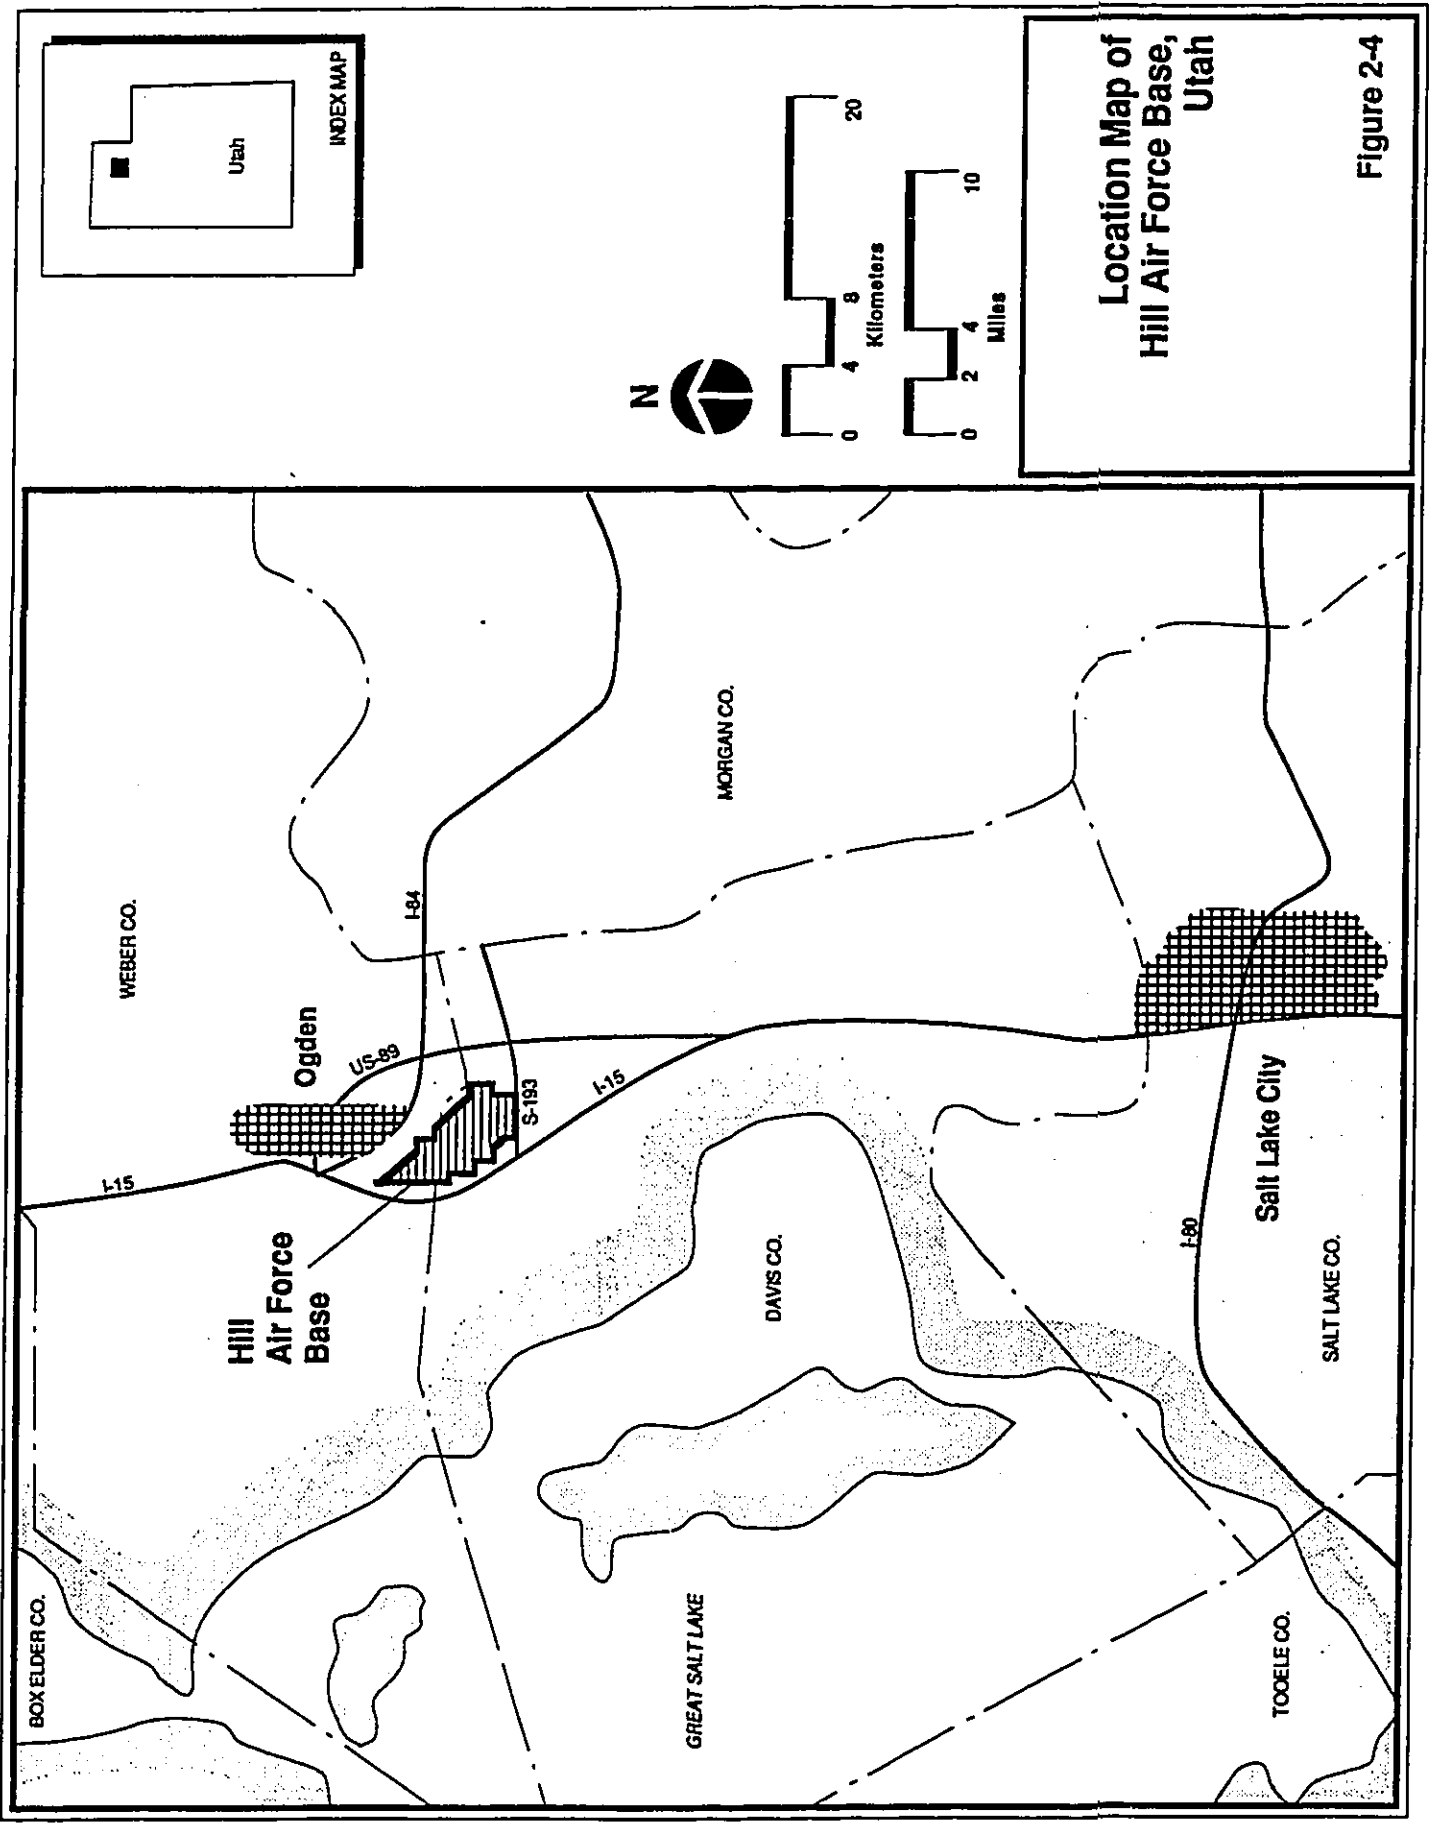 BOX ELDER CO.
WEBER CO.
I-15
Ogden
Hill
Air Force
Base
US-89
I-84
S-193
I-15
MORGAN CO.
DAVIS CO.
GREAT SALT LAKE
I-80
Salt Lake City
SALT LAKE CO.
TOOELE CO.
Utah
INDEX MAP
N
0 4 8 20
Kilometers
0 2 4 10
Miles
Location Map of
Hill Air Force Base,
Utah
Figure 2-4